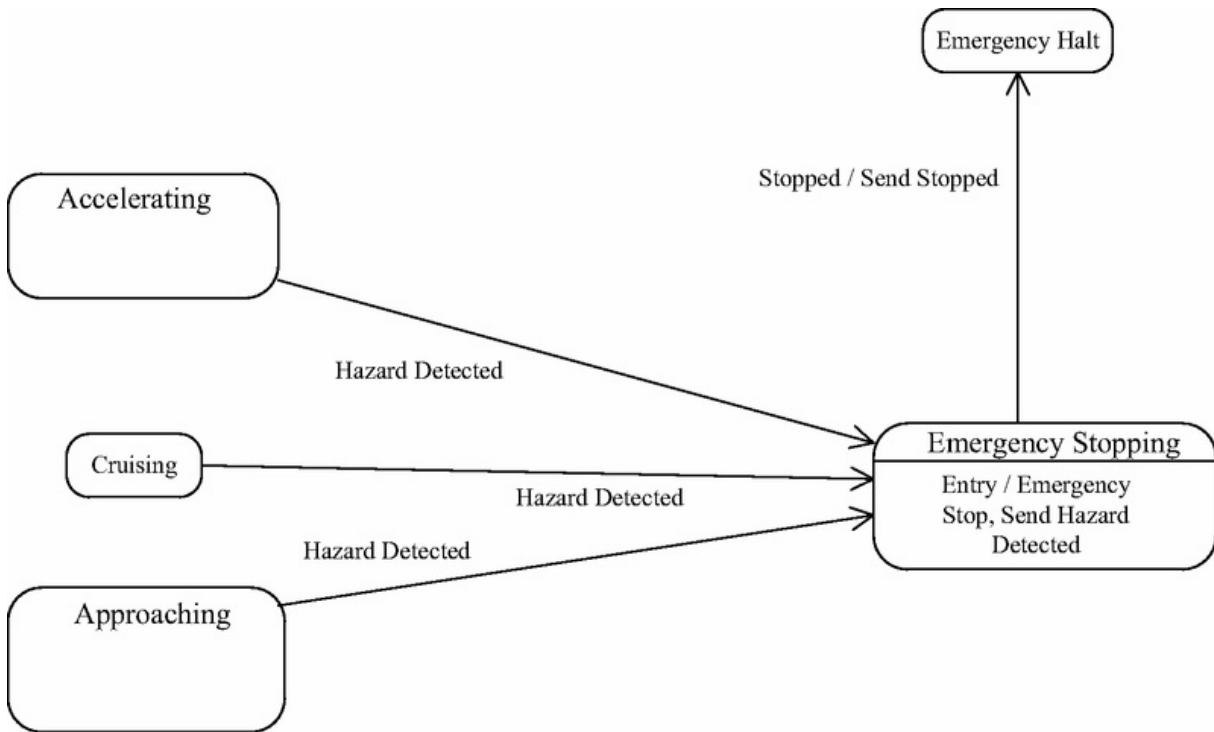 Emergency Halt
Stopped / Send Stopped
Accelerating
Hazard Detected
Cruising
Hazard Detected
Emergency Stopping
Entry / Emergency
Stop, Send Hazard
Detected
Hazard Detected
Approaching